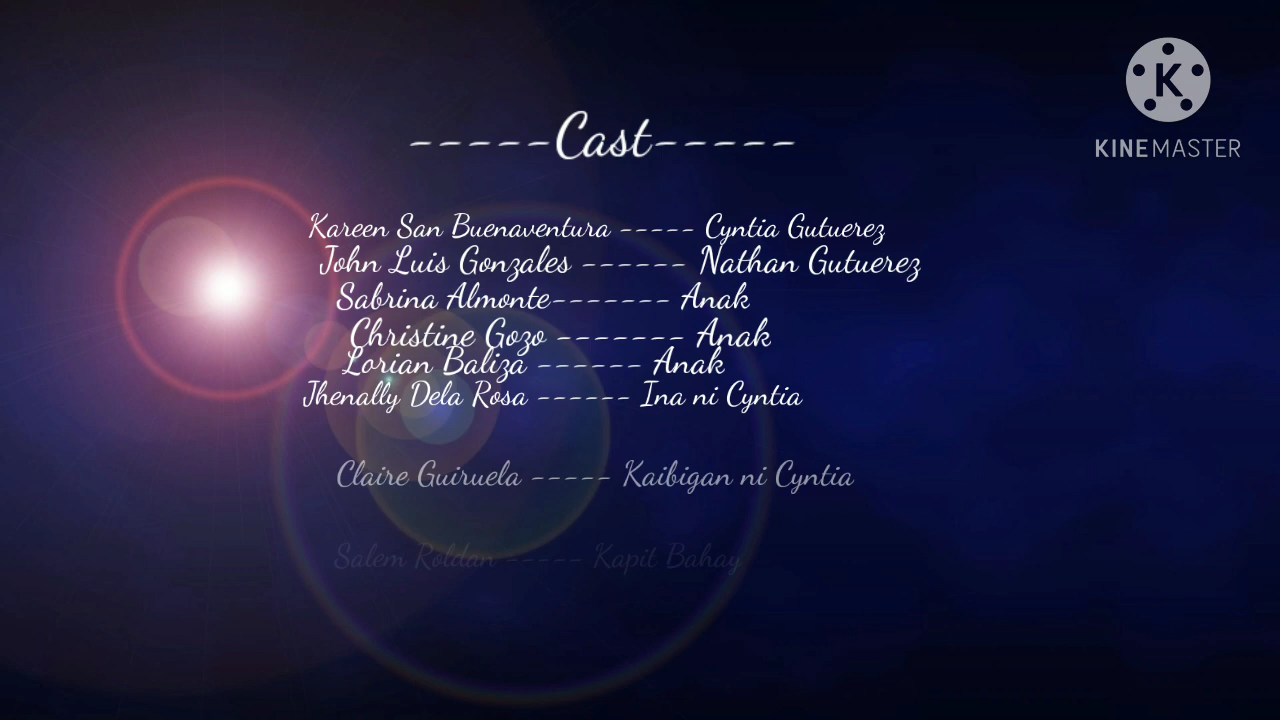 K
KINEMASTER
-----Cast-----
Kareen San Buenaventura ----- Cyntia Gutuerez
John Luis Gonzales ------ Nathan Gutuerez
Sabrina Almonte------- Anak
Christine Gozo ------- Anak
Lorian Baliza ------ Anak
Jhenally Dela Rosa ------ Ina ni Cyntia
Claire Guiruela ----- Kaibigan ni Cyntia
Salem Roldan ----- Kapit Bahay